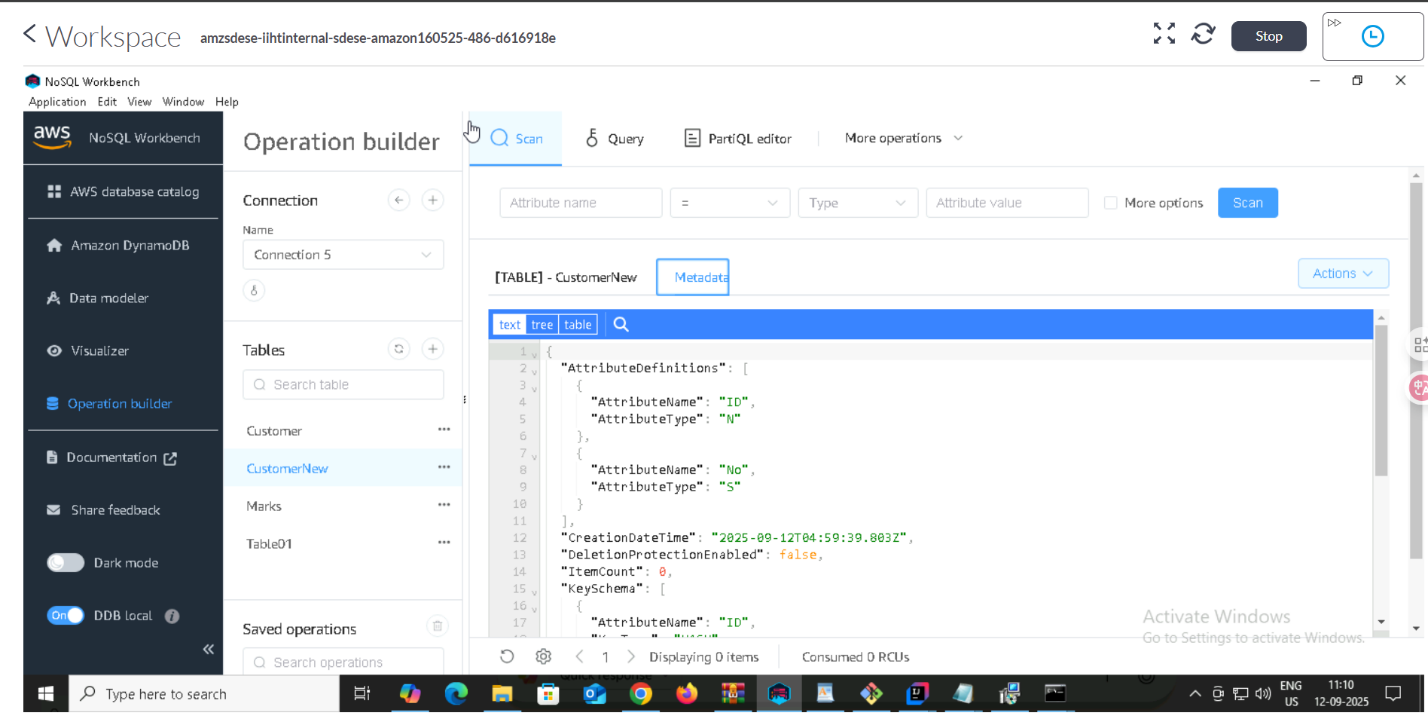 Workspace amzsdese-iihtinternal-sdese-amazon160525-486-d616918e
Stop
NoSQL Workbench
Application Edit View Window Help
aws NoSQL Workbench
AWS database catalog
Amazon DynamoDB
Data modeler
Visualizer
Operation builder
Documentation
Share feedback
Dark mode
On DDB local i
Operation builder
Connection
Name
Connection 5
Tables
Search table
Customer
CustomerNew
Marks
Table01
Saved operations
Search operations
Scan Query PartiQL editor More operations
Attribute name = Type Attribute value More options Scan
[TABLE] - CustomerNew Metadata Actions
text tree table
1 {
2 "AttributeDefinitions": [
3 {
4 "AttributeName": "ID",
5 "AttributeType": "N"
6 },
7 {
8 "AttributeName": "No",
9 "AttributeType": "S"
10 }
11 ],
12 "CreationDateTime": "2025-09-12T04:59:39.803Z",
13 "DeletionProtectionEnabled": false,
14 "ItemCount": 0,
15 "KeySchema": [
16 {
17 "AttributeName": "ID",
Activate Windows
Go to Settings to activate Windows.
1 Displaying 0 items Consumed 0 RCUs
Type here to search
ENG
US
11:10
12-09-2025